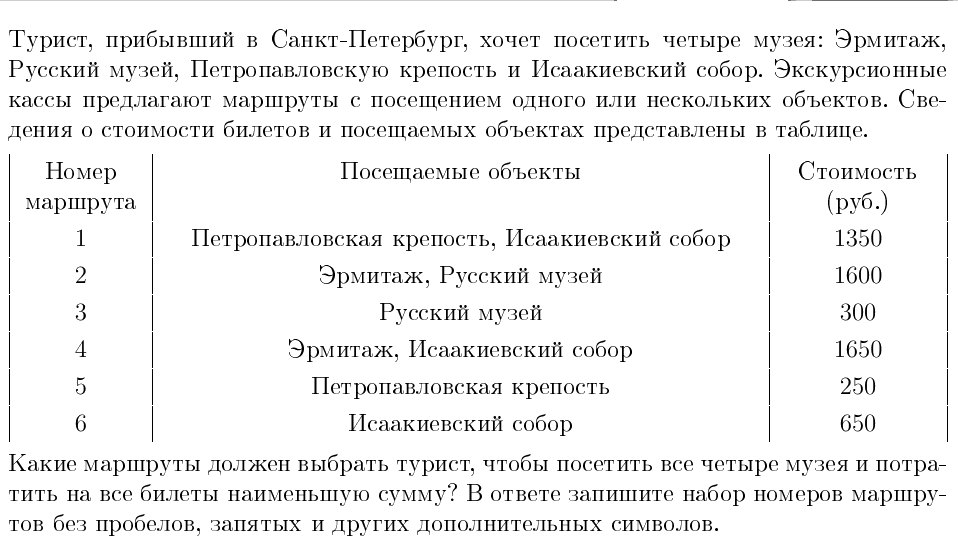 Турист, прибывший в Санкт-Петербург, хочет посетить четыре музея: Эрмитаж,
Русский музей, Петропавловскую крепость и Исаакиевский собор. Экскурсионные
кассы предлагают маршруты с посещением одного или нескольких объектов. Све-
дения о стоимости билетов и посещаемых объектах представлены в таблице.
Номер маршрута Посещаемые объекты Стоимость (руб.)
1 Петропавловская крепость, Исаакиевский собор 1350
2 Эрмитаж, Русский музей 1600
3 Русский музей 300
4 Эрмитаж, Исаакиевский собор 1650
5 Петропавловская крепость 250
6 Исаакиевский собор 650
Какие маршруты должен выбрать турист, чтобы посетить все четыре музея и потра-
тить на все билеты наименьшую сумму? В ответе запишите набор номеров маршру-
тов без пробелов, запятых и других дополнительных символов.